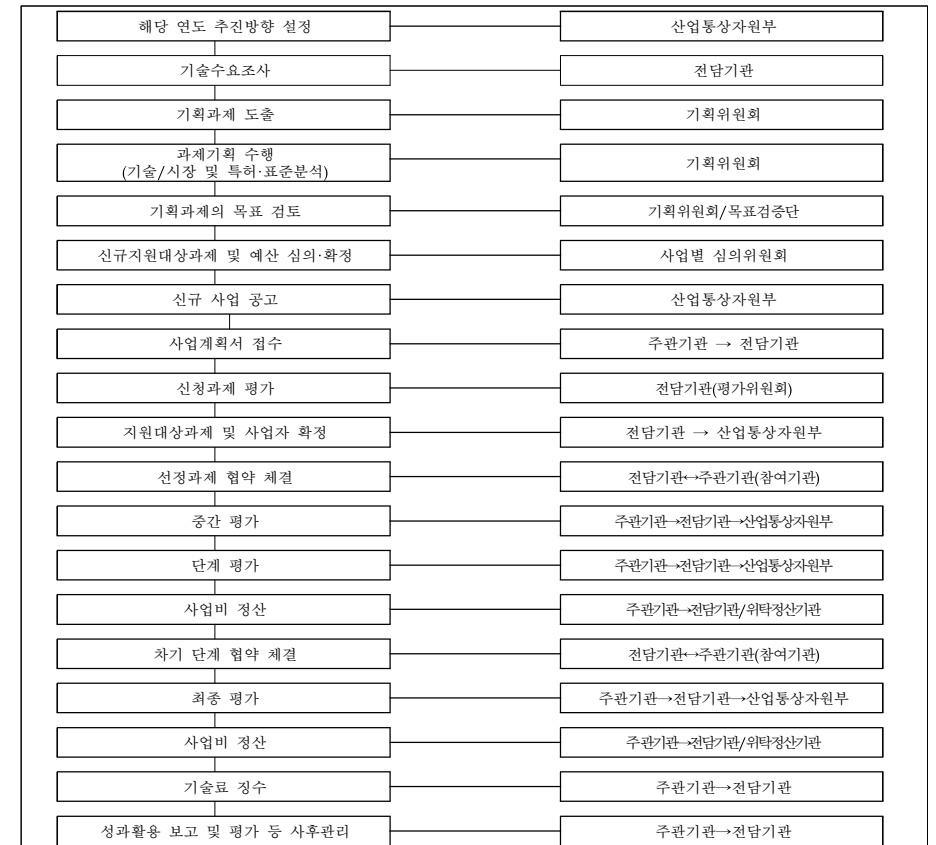 해당 연도 추진방향 설정
산업통상자원부
기술수요조사
전담기관
기획과제 도출
기획위원회
과제기획 수행
(기술/시장 및 특허·표준분석)
기획위원회
기획과제의 목표 검토
기획위원회/목표검증단
신규지원대상과제 및 예산 심의·확정
사업별 심의위원회
신규 사업 공고
산업통상자원부
사업계획서 접수
주관기관 → 전담기관
신청과제 평가
전담기관(평가위원회)
지원대상과제 및 사업자 확정
전담기관 → 산업통상자원부
선정과제 협약 체결
전담기관↔주관기관(참여기관)
중간 평가
주관기관→전담기관→산업통상자원부
단계 평가
주관기관→전담기관→산업통상자원부
사업비 정산
주관기관→전담기관/위탁정산기관
차기 단계 협약 체결
전담기관↔주관기관(참여기관)
최종 평가
주관기관→전담기관→산업통상자원부
사업비 정산
주관기관→전담기관/위탁정산기관
기술료 징수
주관기관→전담기관
성과활용 보고 및 평가 등 사후관리
주관기관→전담기관